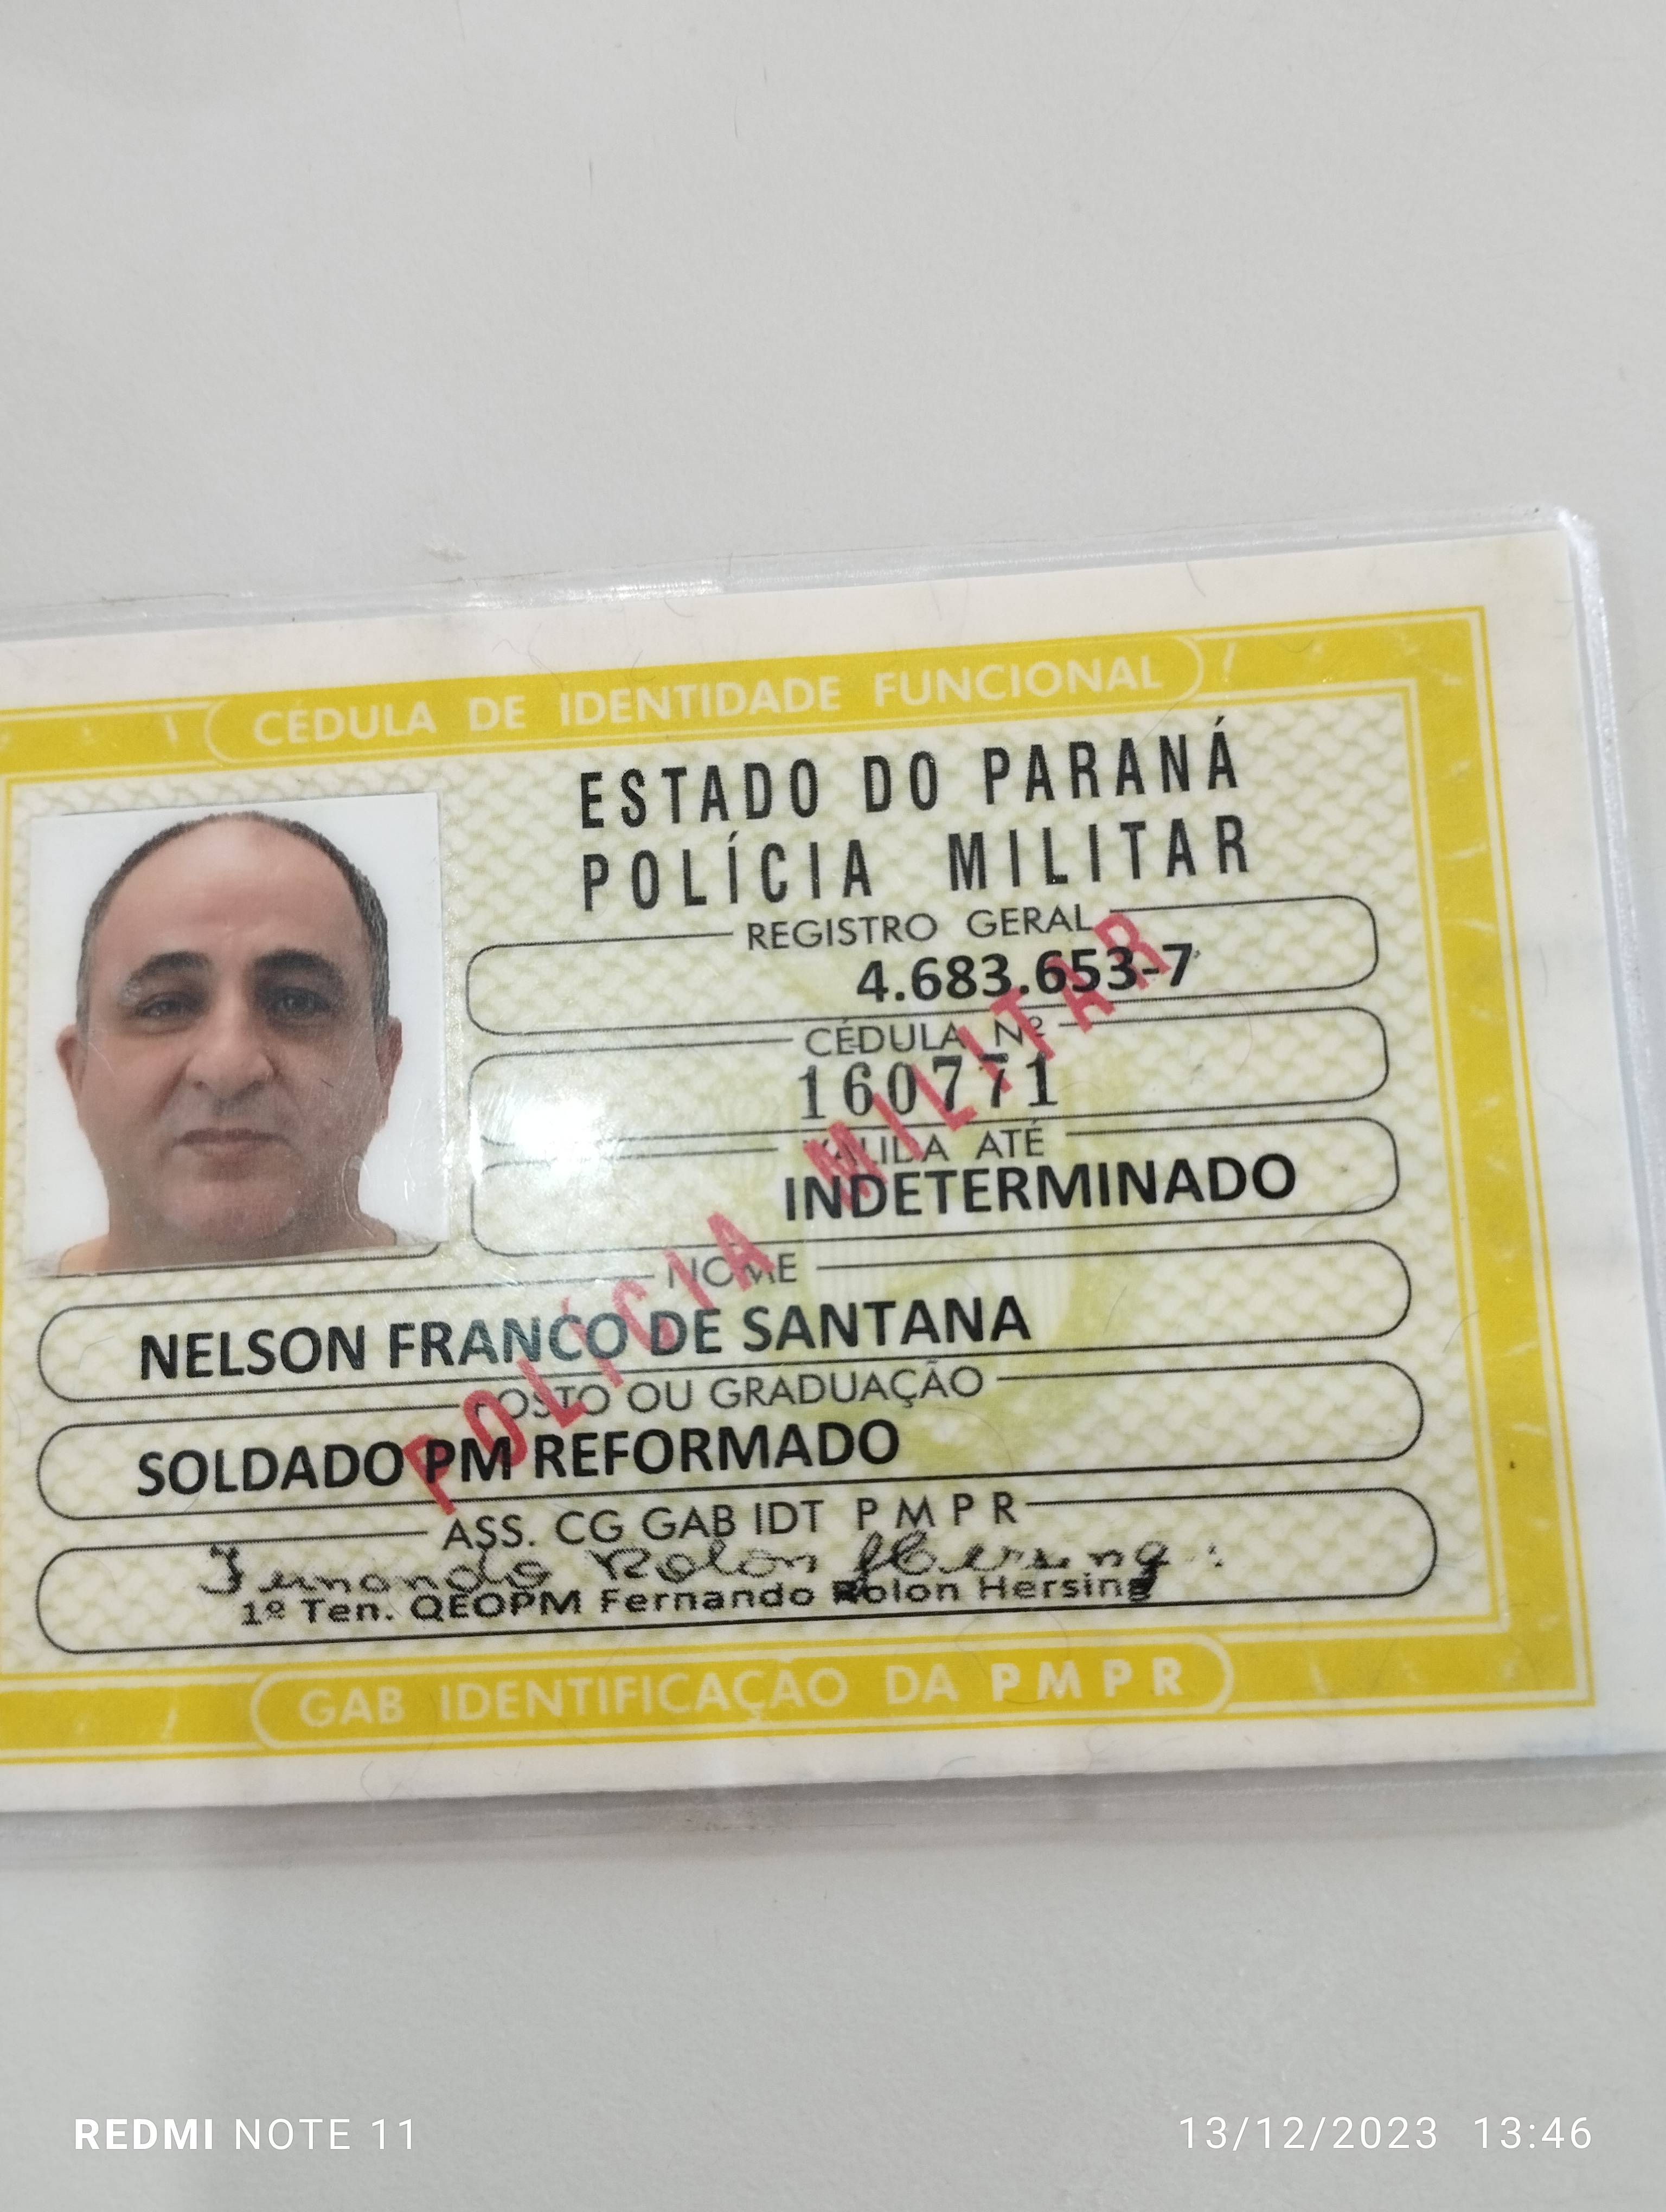 CÉDULA DE IDENTIDADE FUNCIONAL
ESTADO DO PARANÁ
POLÍCIA MILITAR
REGISTRO GERAL
4.683.653-7
CÉDULA Nº
160771
VÁLIDA ATÉ
INDETERMINADO
NOME
NELSON FRANCO DE SANTANA
POSTO OU GRADUAÇÃO
SOLDADO PM REFORMADO
ASS. CG GAB IDT PMPR
Fernando Rolon Hersing
1º Ten. QEOPM Fernando Rolon Hersing
GAB IDENTIFICAÇÃO DA PMPR
POLÍCIA MILITAR
REDMI NOTE 11
13/12/2023 13:46